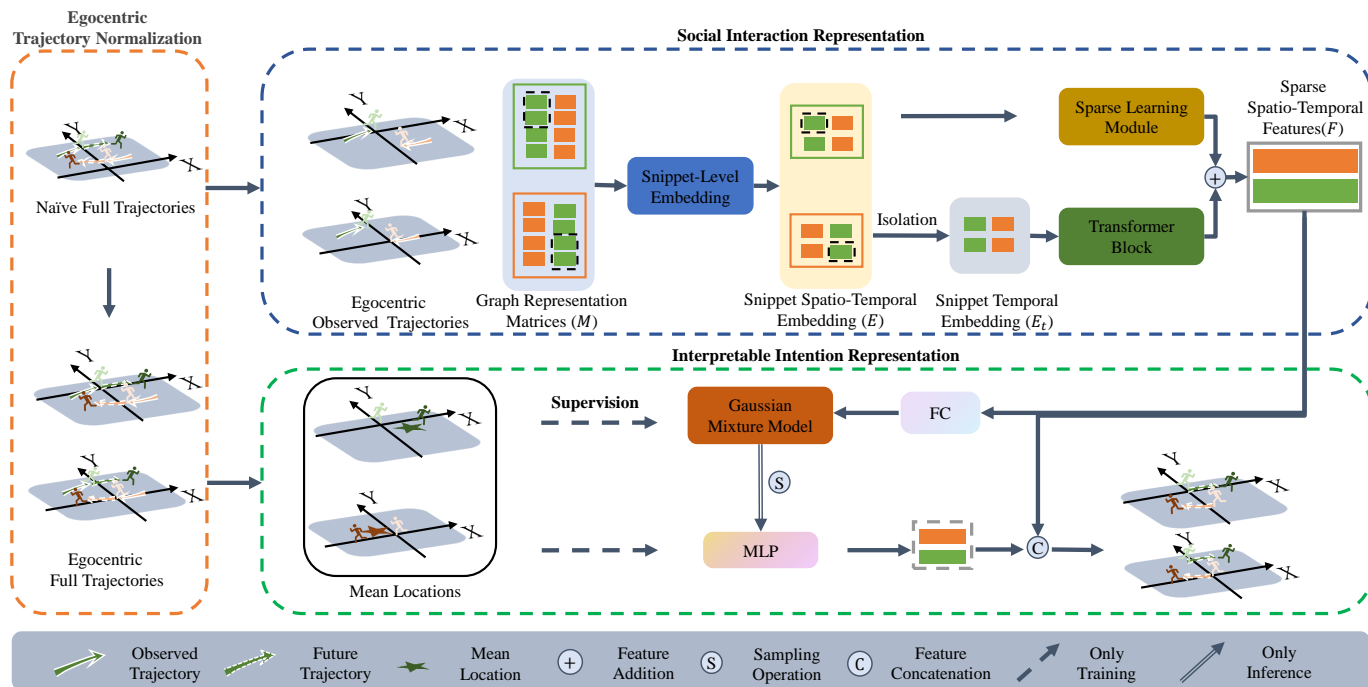 Egocentric
Trajectory Normalization
Y
X
Naïve Full Trajectories
Y
X
Y
X
Egocentric
Full Trajectories
Social Interaction Representation
Y
X
Y
X
Egocentric
Observed Trajectories
Graph Representation
Matrices (M)
Snippet-Level
Embedding
Snippet Spatio-Temporal
Embedding (E)
Isolation
Snippet Temporal
Embedding (Et)
Sparse Learning
Module
Transformer
Block
+
Sparse
Spatio-Temporal
Features(F)
Interpretable Intention Representation
Y
X
Y
X
Mean Locations
Supervision
Gaussian
Mixture Model
FC
S
MLP
C
Y
X
Y
X
Observed
Trajectory
Future
Trajectory
Mean
Location
+
Feature
Addition
S
Sampling
Operation
C
Feature
Concatenation
Only
Training
Only
Inference